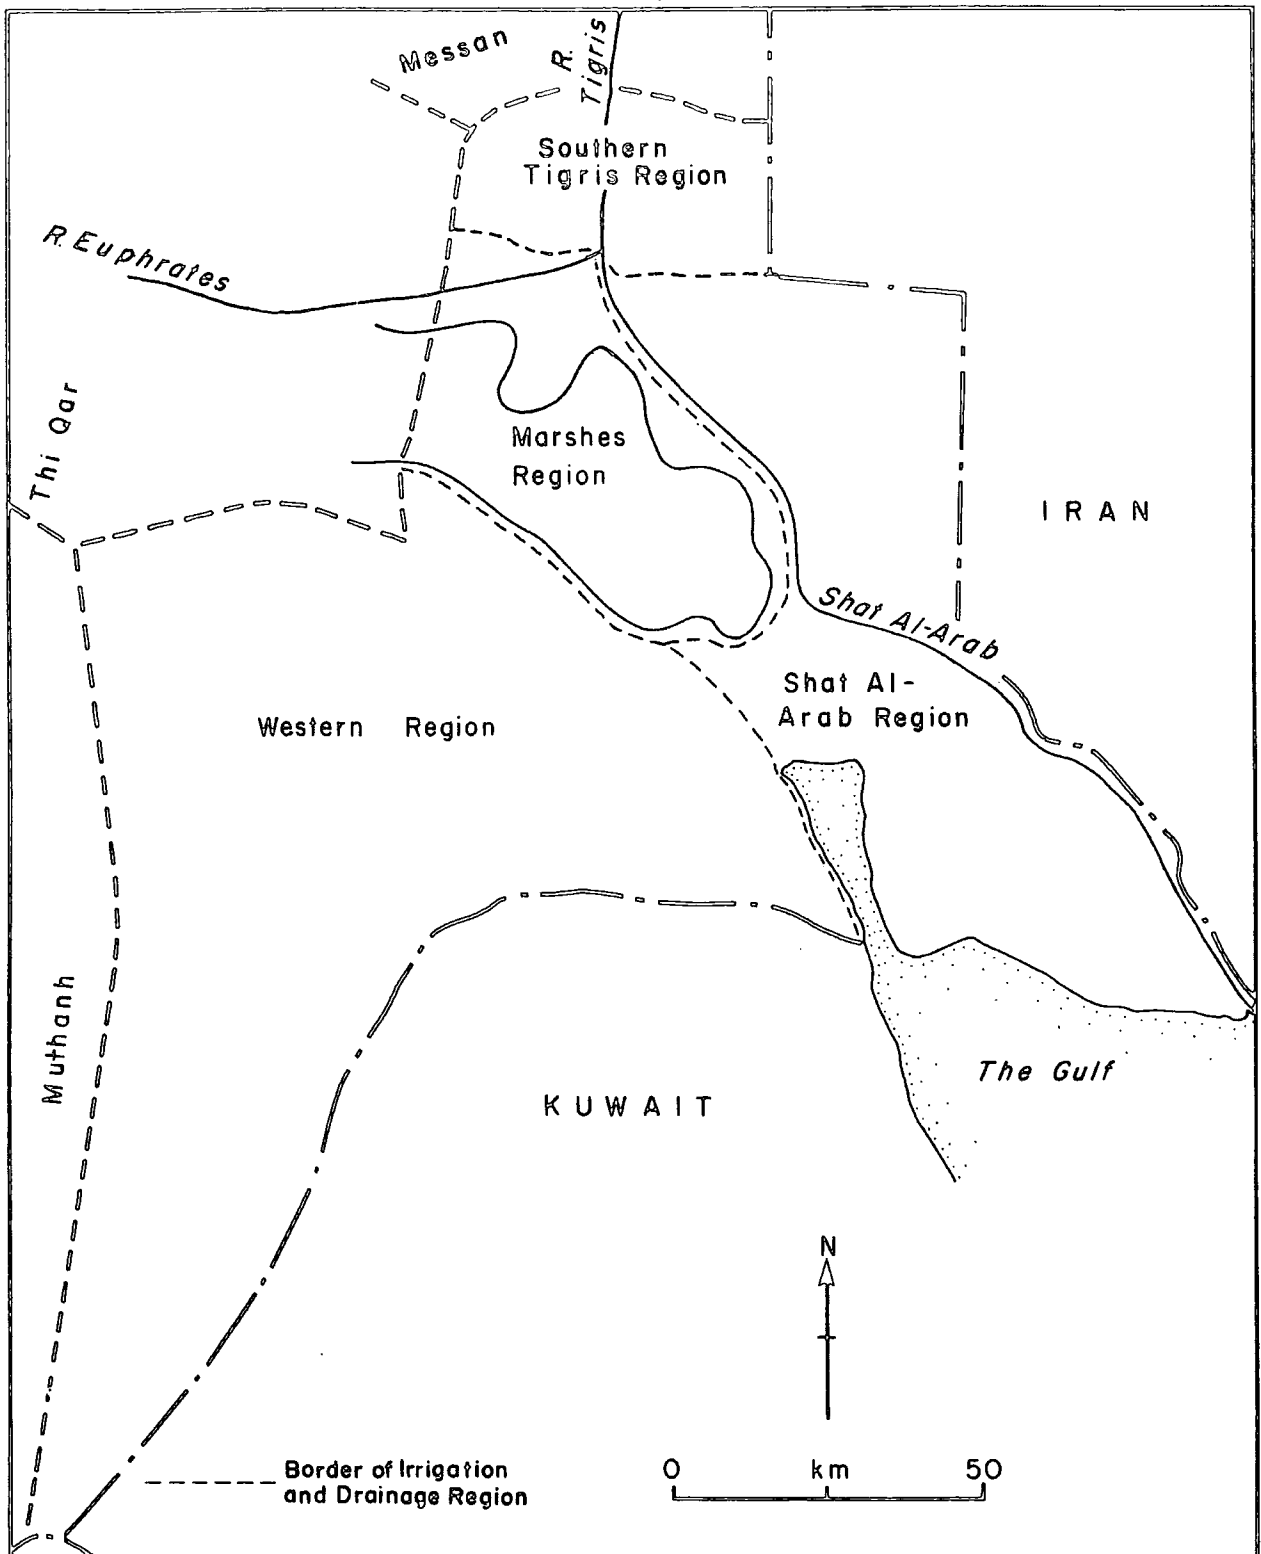 Messan
R.
Tigris
Southern
Tigris Region
R. Euphrates
Thi Qar
Marshes
Region
IRAN
Shat Al-Arab
Shat Al-
Arab Region
Western Region
Muthanh
The Gulf
KUWAIT
N
Border of Irrigation
and Drainage Region
0 km 50